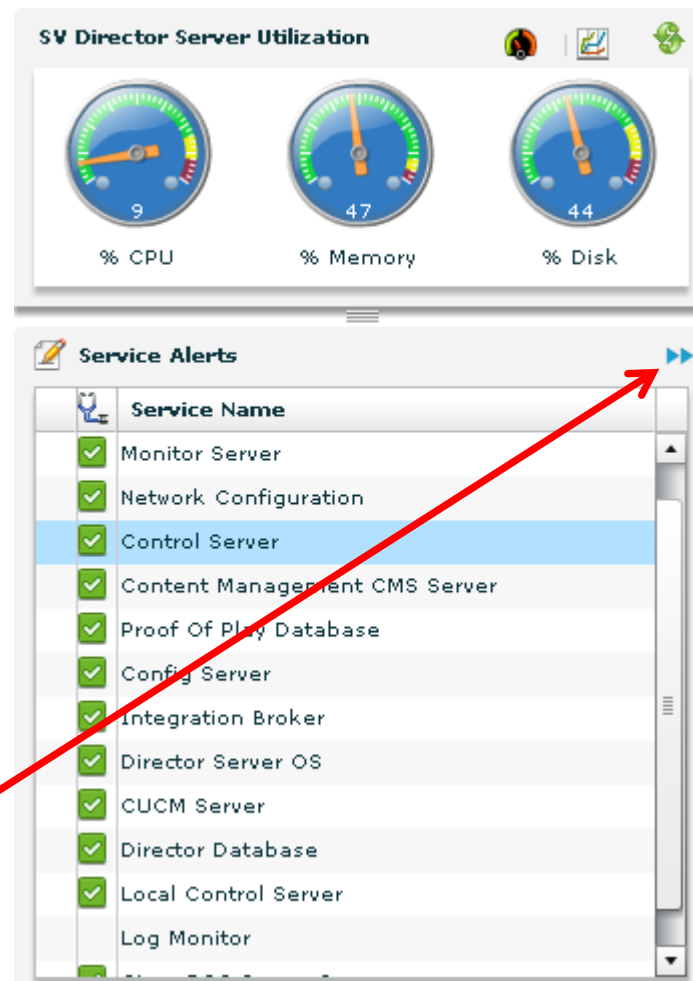 SV Director Server Utilization
9
47
44
% CPU
% Memory
% Disk
Service Alerts
Service Name
Monitor Server
Network Configuration
Control Server
Content Management CMS Server
Proof Of Play Database
Config Server
Integration Broker
Director Server OS
CUCM Server
Director Database
Local Control Server
Log Monitor